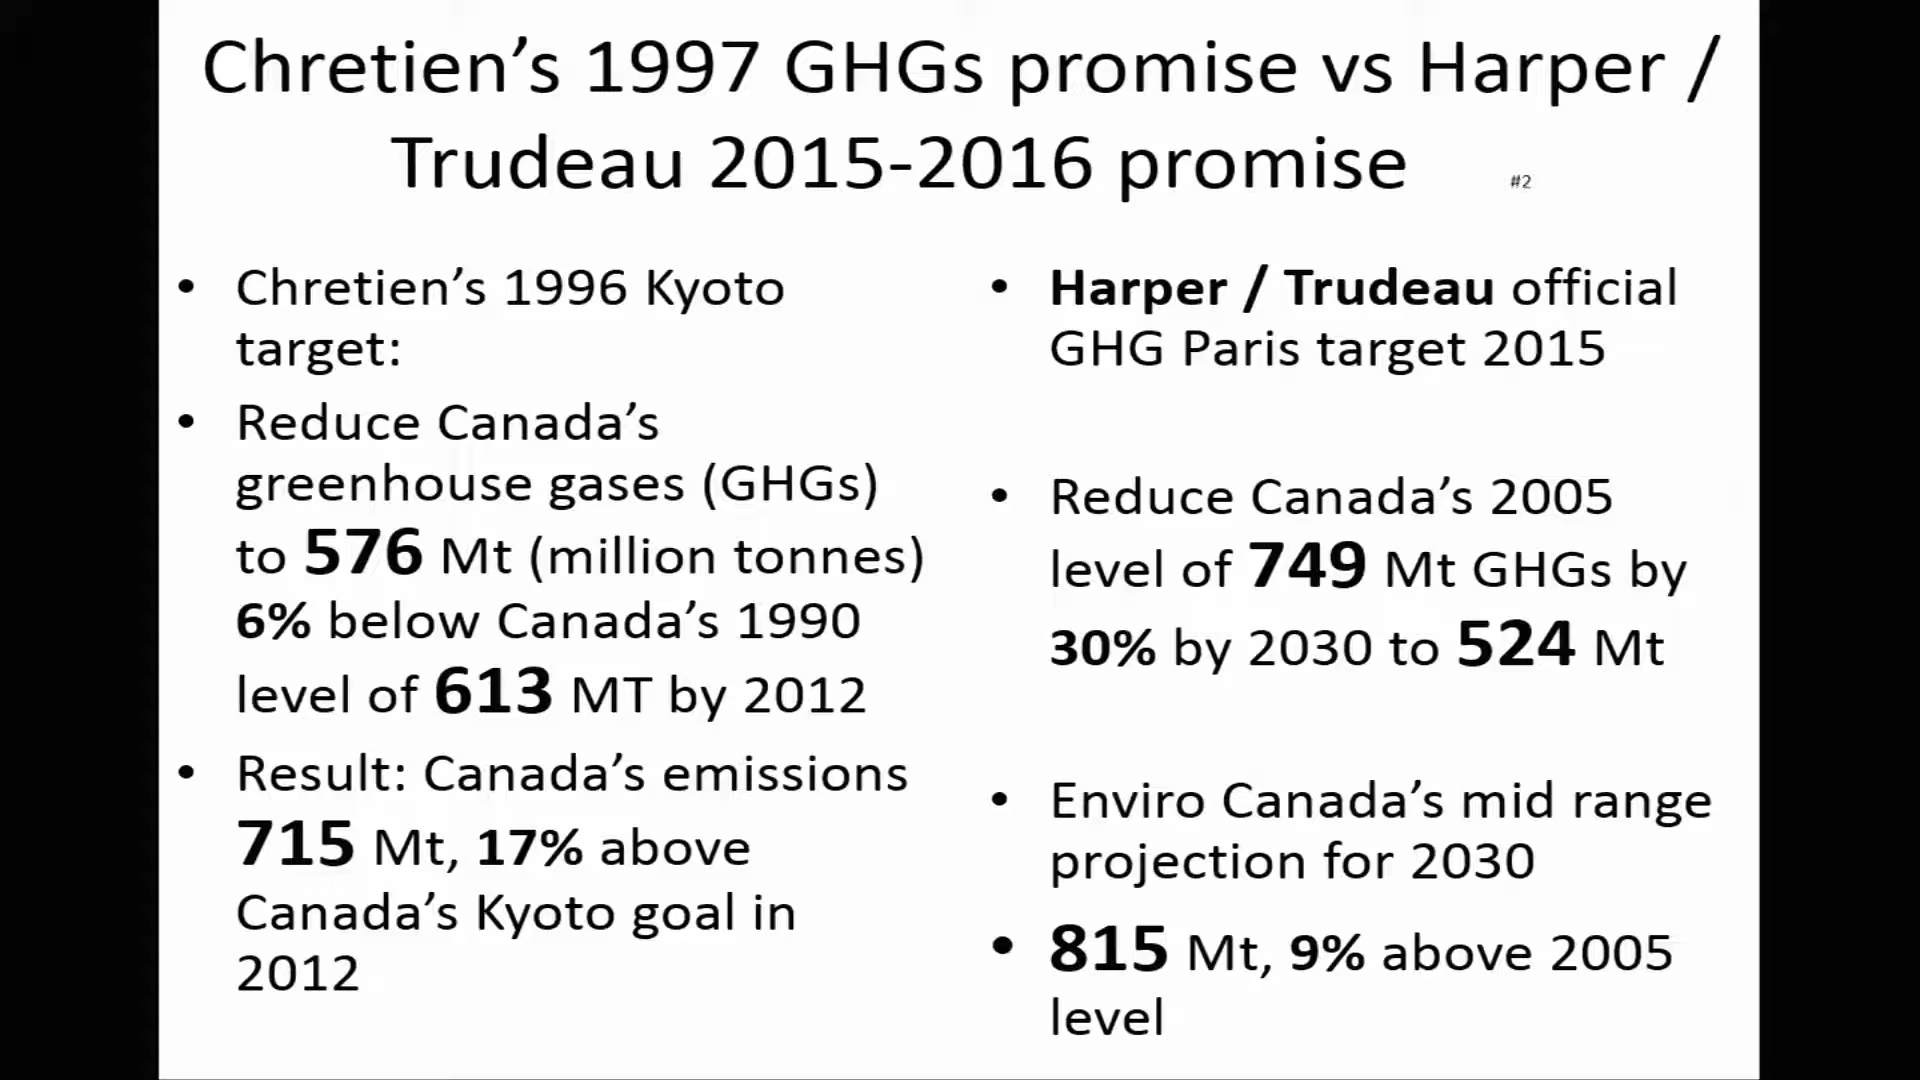 Chretien’s 1997 GHGs promise vs Harper /
Trudeau 2015-2016 promise #2
• Chretien’s 1996 Kyoto
target:
• Reduce Canada’s
greenhouse gases (GHGs)
to 576 Mt (million tonnes)
6% below Canada’s 1990
level of 613 MT by 2012
• Result: Canada’s emissions
715 Mt, 17% above
Canada’s Kyoto goal in
2012
• Harper / Trudeau official
GHG Paris target 2015
• Reduce Canada’s 2005
level of 749 Mt GHGs by
30% by 2030 to 524 Mt
• Enviro Canada’s mid range
projection for 2030
• 815 Mt, 9% above 2005
level